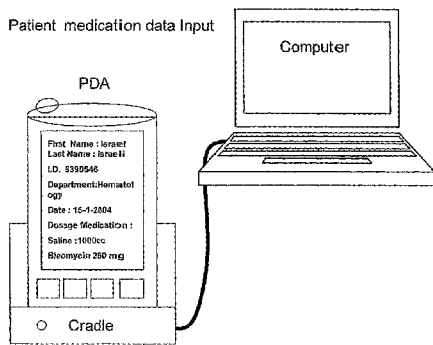 Patient medication data Input
Computer
PDA
First Name : Israel
Last Name : Israeli
I.D. 5390546
Department:Hematol
ogy
Date : 15-1-2004
Dosage Medication :
Saline :1000cc
Bleomycin 250 mg
Cradle